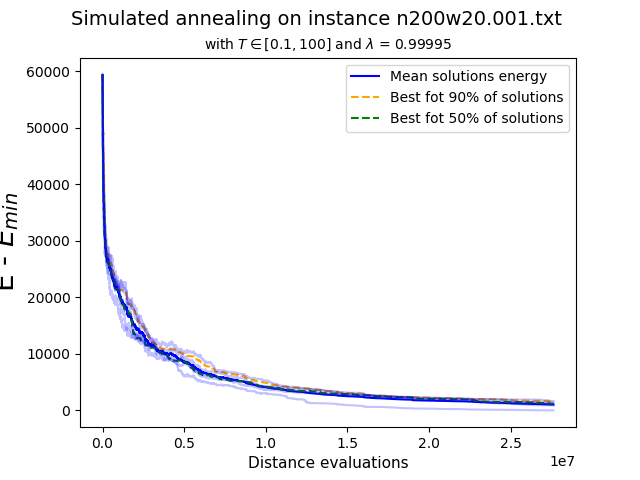 Simulated annealing on instance n200w20.001.txt
with T ∈ [0.1, 100] and λ = 0.99995
Mean solutions energy
Best fot 90% of solutions
Best fot 50% of solutions
60000
50000
40000
30000
20000
10000
0
E - E_min
0.0 0.5 1.0 1.5 2.0 2.5
1e7
Distance evaluations